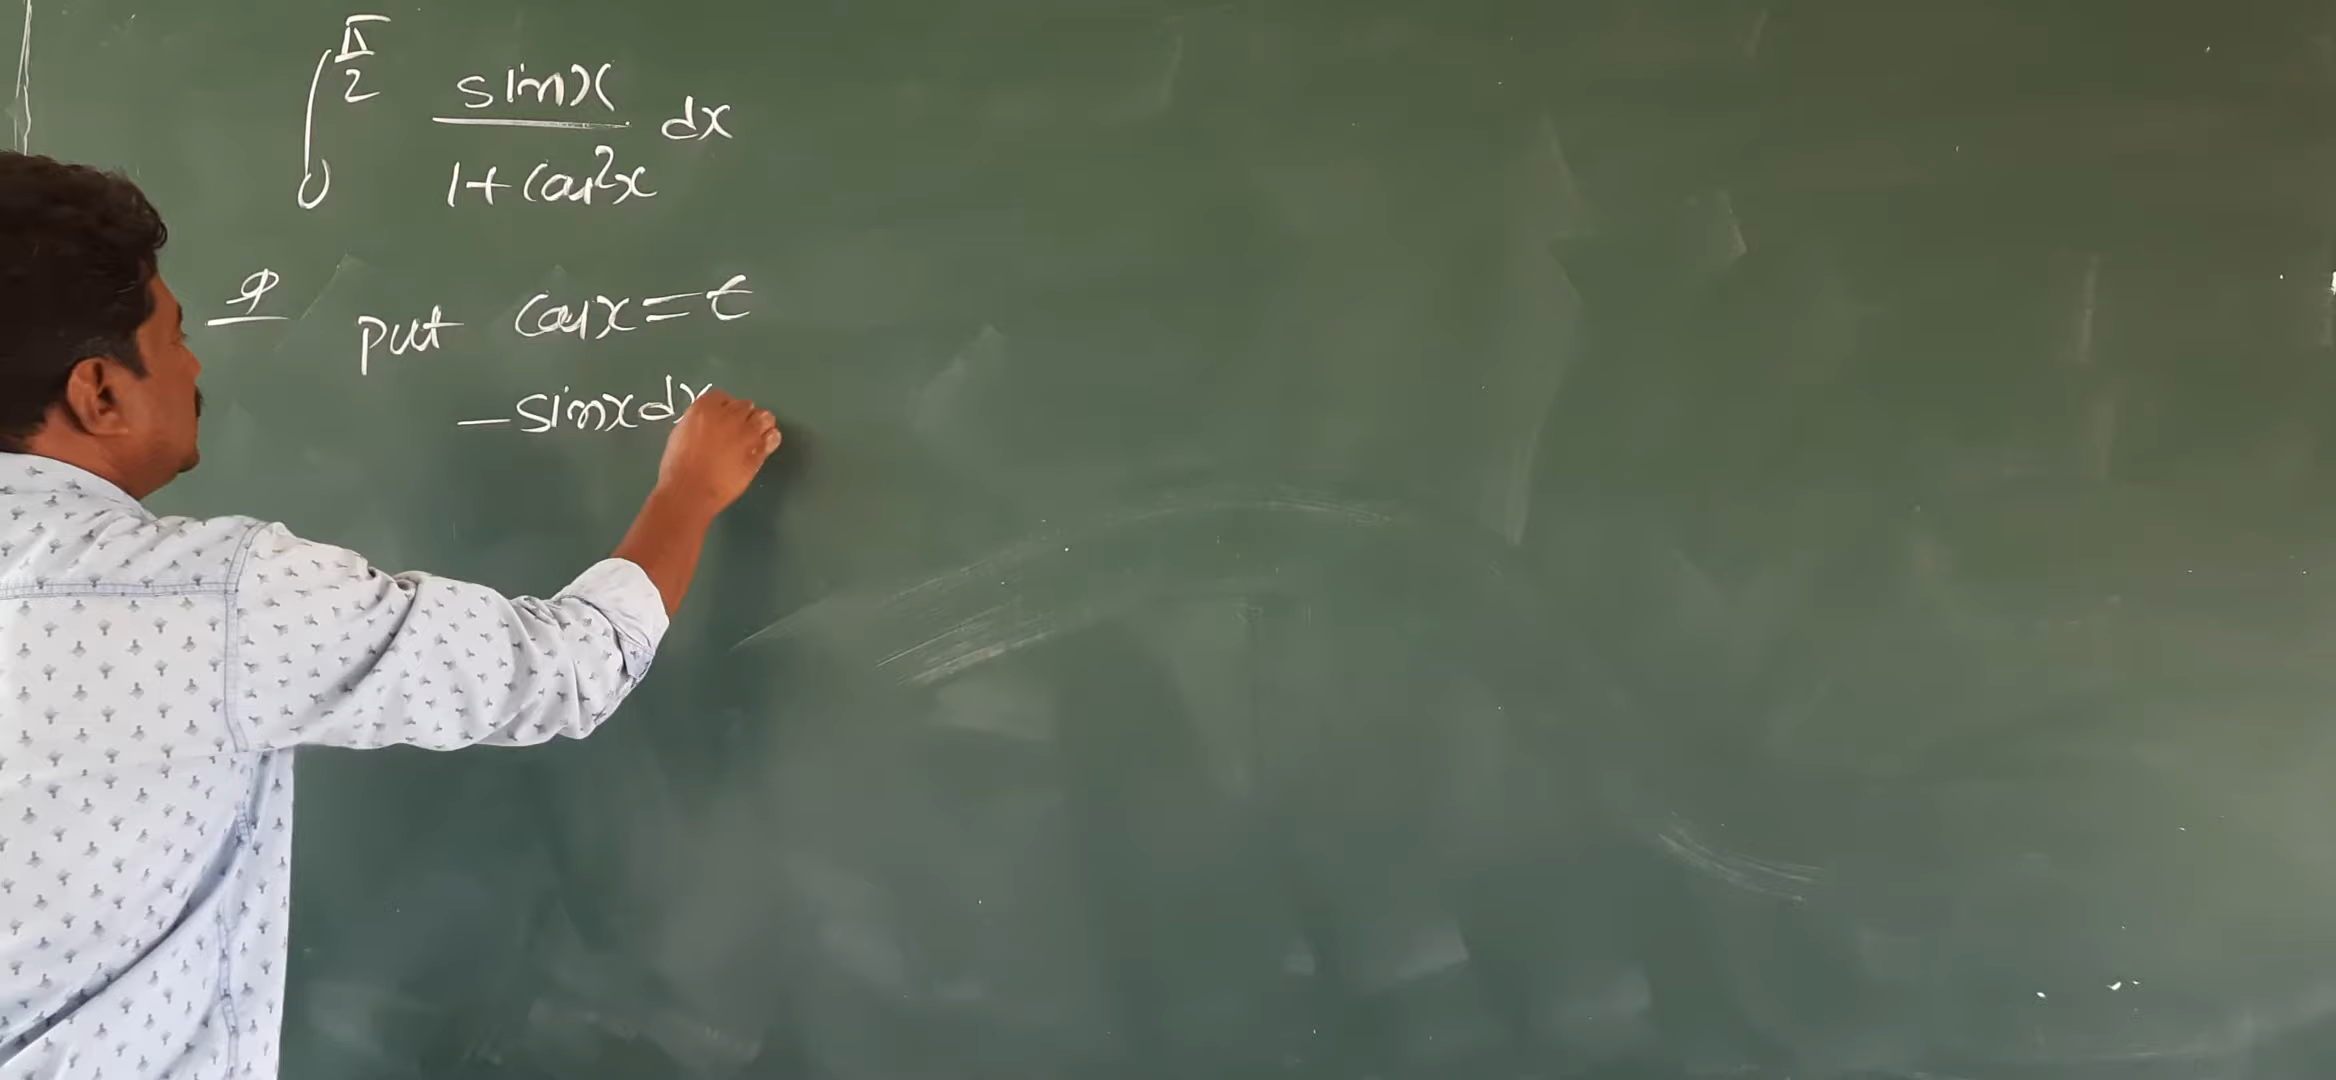 ∫₀^(π/2) sinx / (1 + cos²x) dx
put cosx = t
– sinx dx